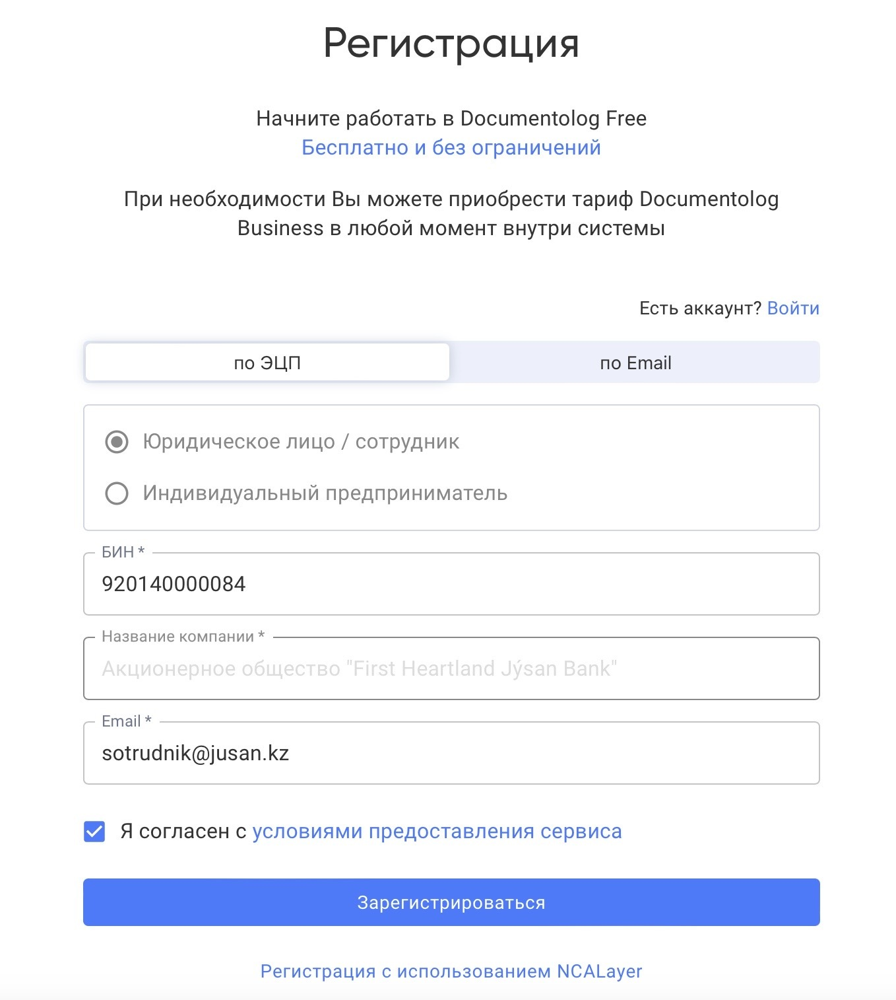 Регистрация
Начните работать в Documentolog Free
Бесплатно и без ограничений
При необходимости Вы можете приобрести тариф Documentolog
Business в любой момент внутри системы
Есть аккаунт? Войти
по ЭЦП
по Email
Юридическое лицо / сотрудник
Индивидуальный предприниматель
БИН *
920140000084
Название компании *
Акционерное общество "First Heartland Jýsan Bank"
Email *
sotrudnik@jusan.kz
Я согласен с условиями предоставления сервиса
Зарегистрироваться
Регистрация с использованием NCALayer